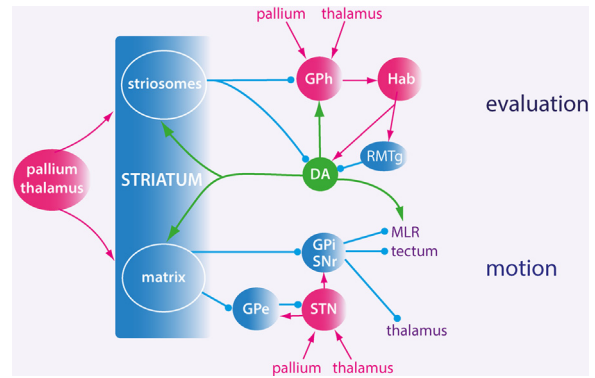 pallium thalamus
striosomes
GPh
Hab
evaluation
RMTg
pallium
thalamus
STRIATUM
DA
MLR
GPi
SNr
tectum
matrix
motion
GPe
STN
thalamus
pallium thalamus